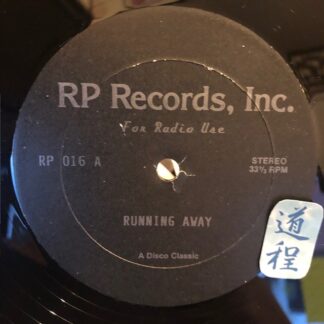 RP Records, Inc.
For Radio Use
RP 016 A
STEREO
33⅓ RPM
RUNNING AWAY
A Disco Classic
道程